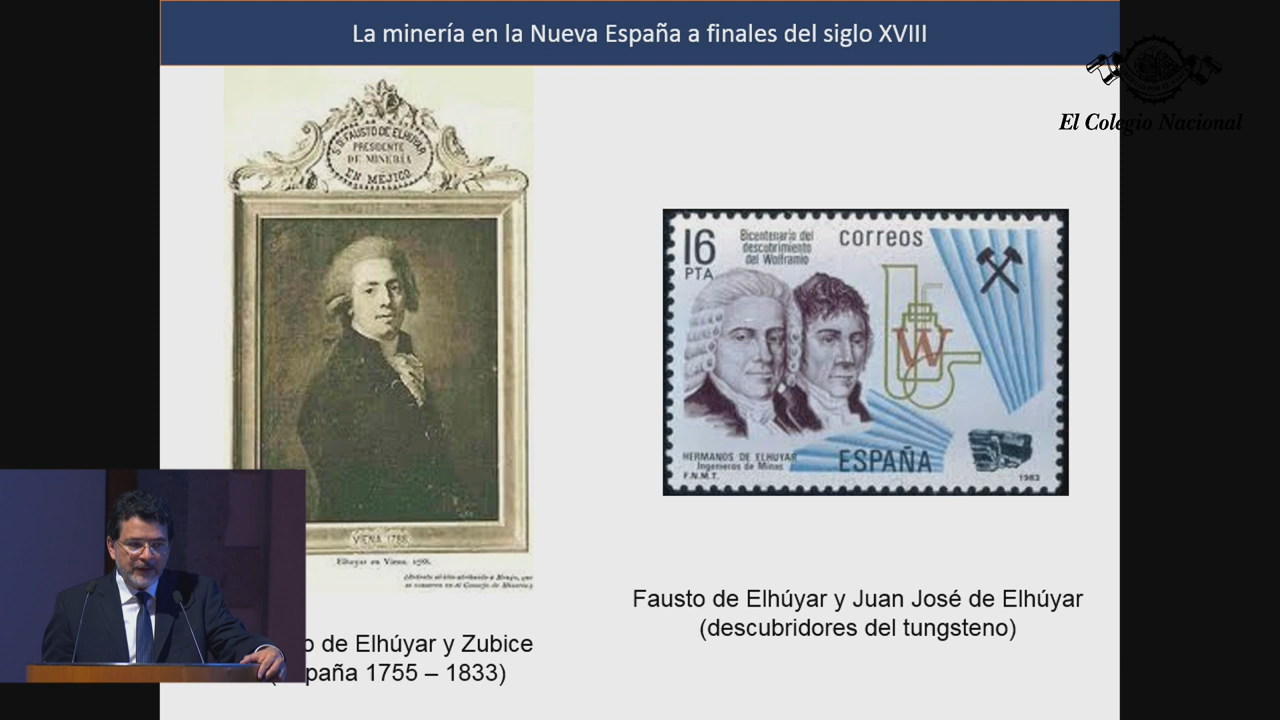 La minería en la Nueva España a finales del siglo XVIII
El Colegio Nacional
S. D. FAUSTO DE ELHUYAR
PRESIDENTE
DE MINERIA
EN MEJICO
VIENA 1788
Elhuyar en Viena, 1788.
16
PTA
Bicentenario del
descubrimiento
del Wolframio
correos
W
HERMANOS DE ELHUYAR
Ingenieros de Minas
F.N.M.T.
ESPAÑA
1983
Fausto de Elhúyar y Juan José de Elhúyar
(descubridores del tungsteno)
o de Elhúyar y Zubice
paña 1755 – 1833)